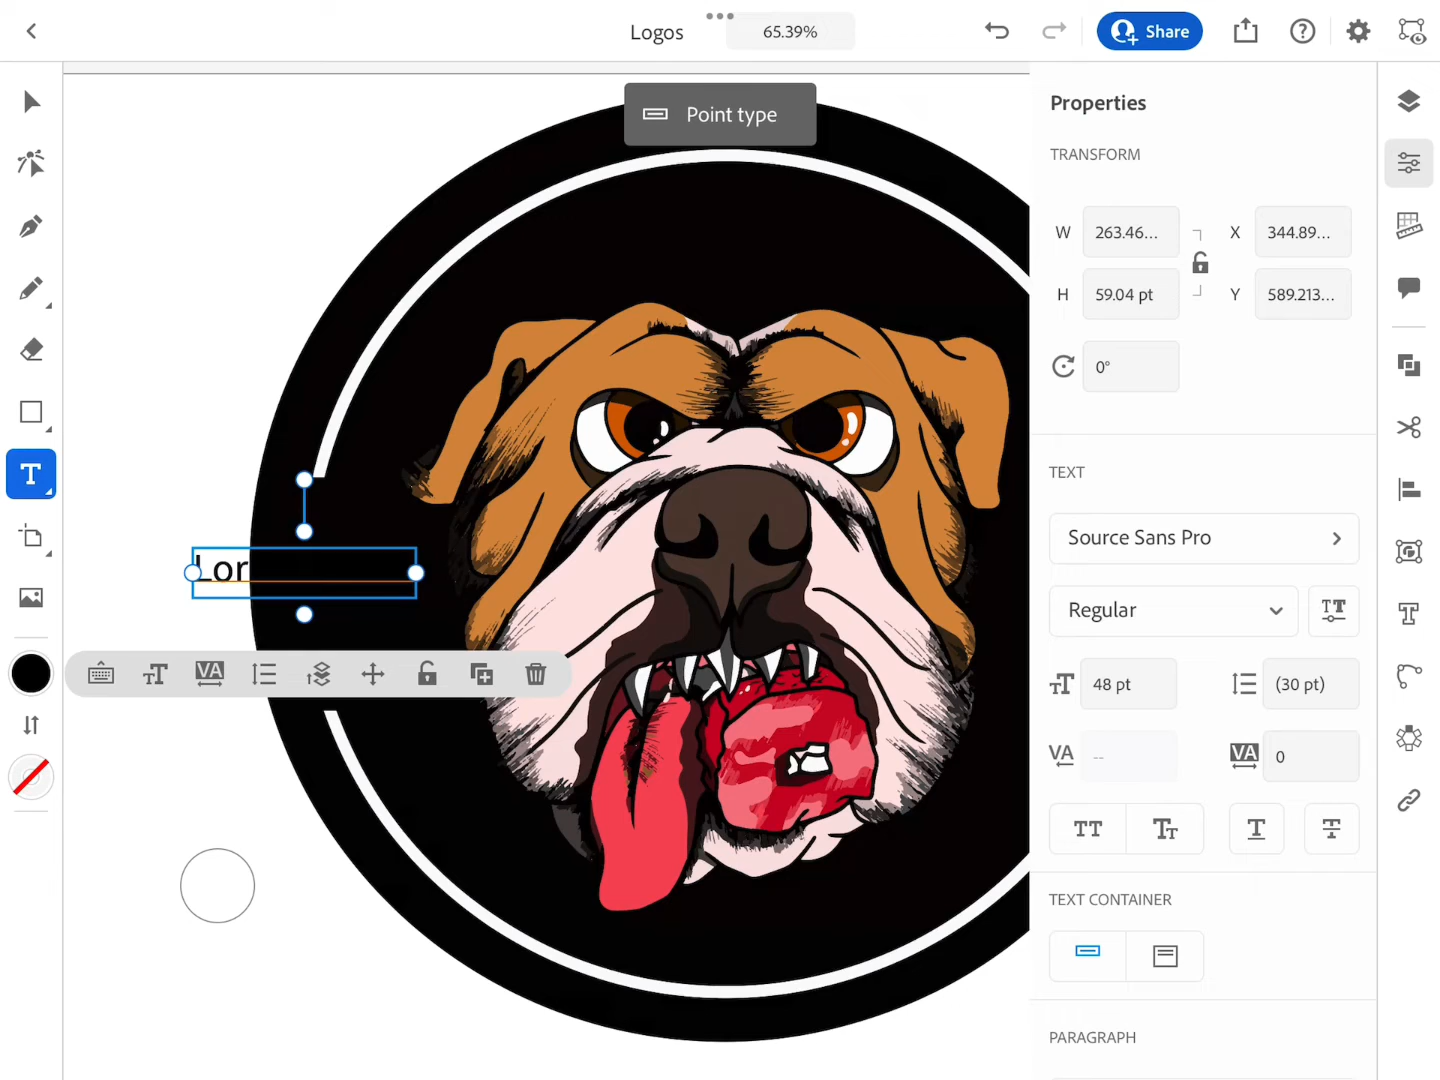 Logos
65.39%
Share
Point type
Properties
TRANSFORM
W
263.46...
X
344.89...
H
59.04 pt
Y
589.213...
0°
TEXT
Source Sans Pro
Regular
48 pt
(30 pt)
VA
--
VA
0
TT
Tт
T
T
TEXT CONTAINER
PARAGRAPH
T
Lor
VA